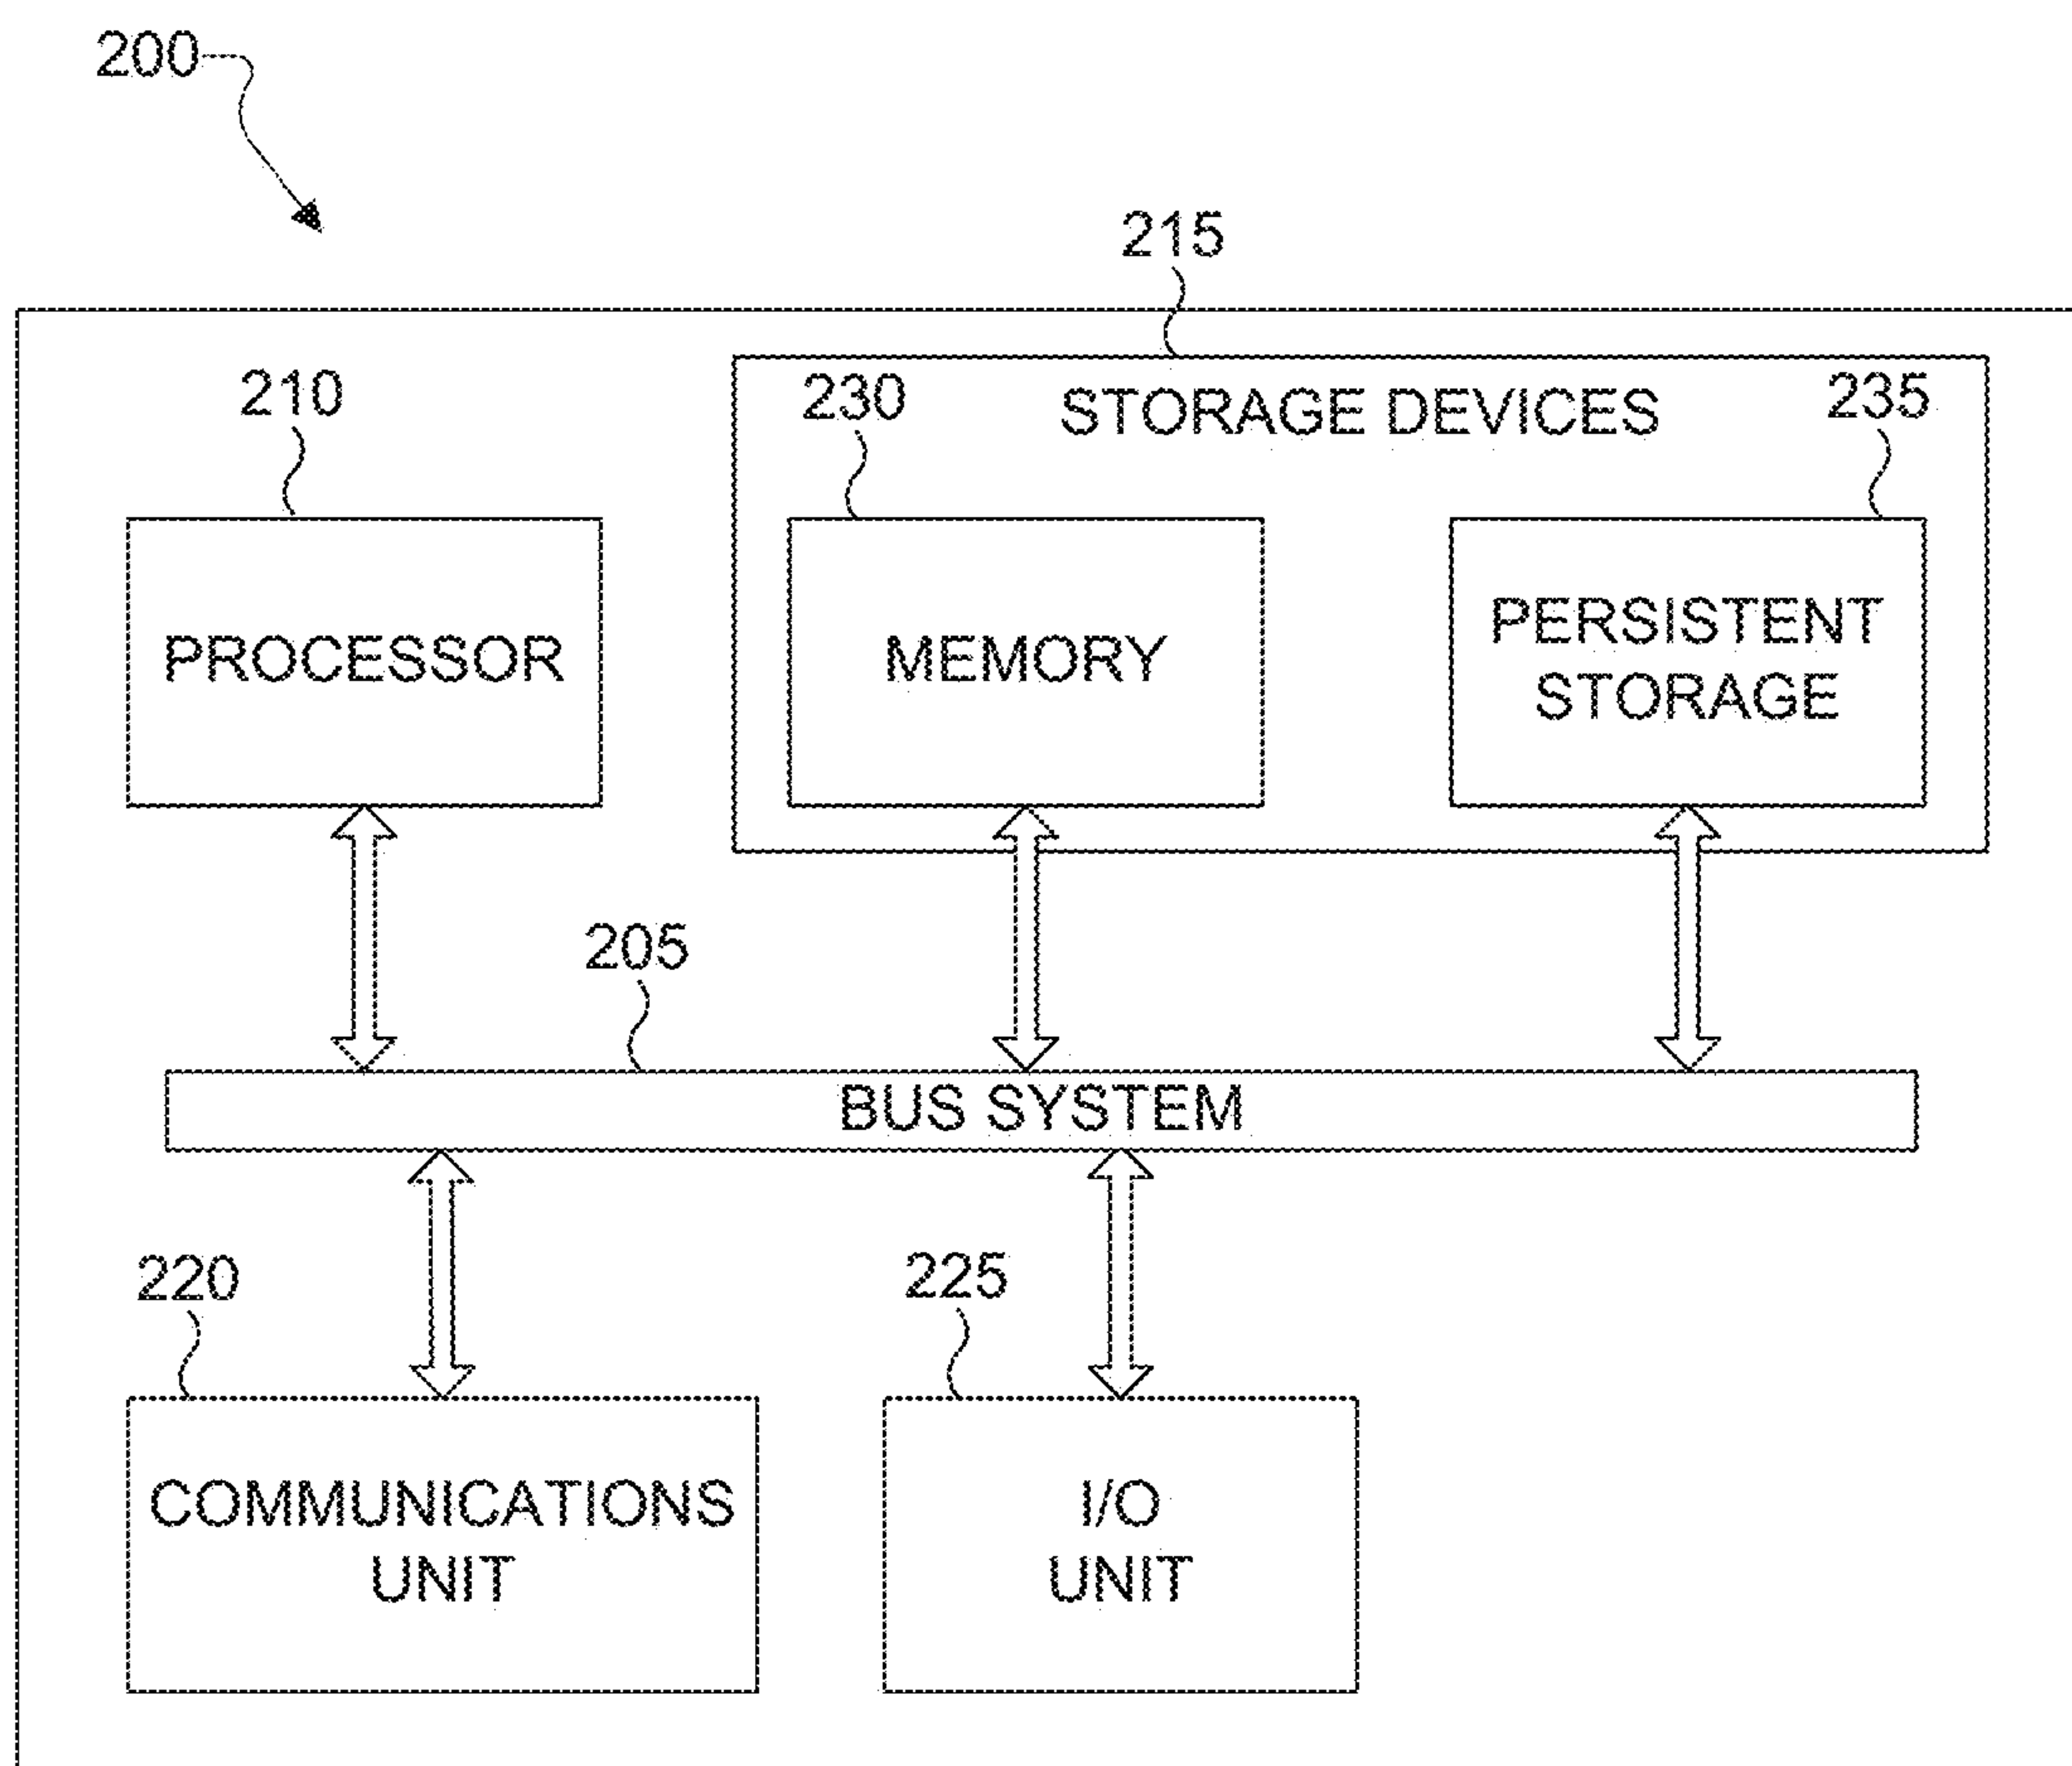 200
215
210
230
STORAGE DEVICES
235
PROCESSOR
MEMORY
PERSISTENT
STORAGE
205
BUS SYSTEM
220
225
COMMUNICATIONS
UNIT
I/O
UNIT